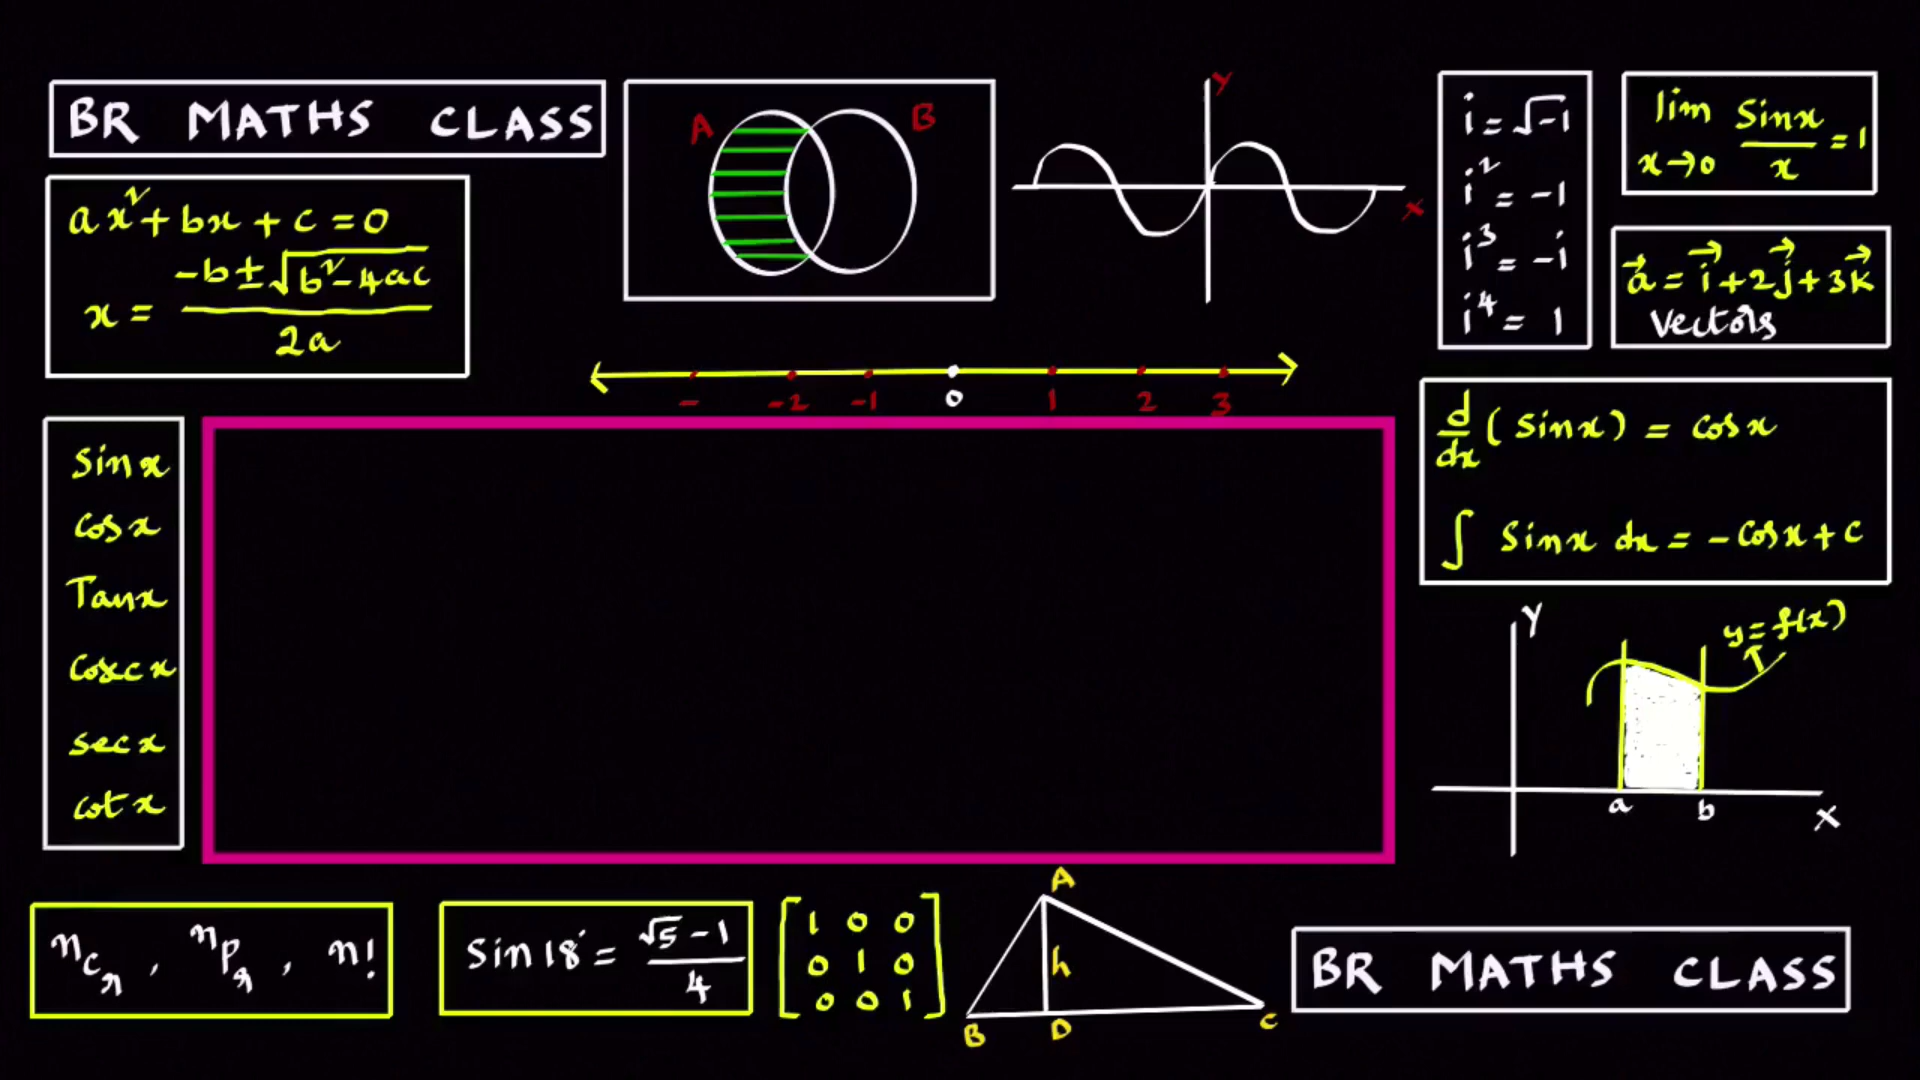 BR MATHS CLASS
ax²+bx+c=0
x = (-b±√(b²-4ac))/2a
A B
Y
X
i=√-1
i²=-1
i³=-i
i⁴=1
lim x→0 Sinx/x =1
a⃗ = i⃗+2j⃗+3k⃗
Vectors
- -2 -1 0 1 2 3
Sinx
Cosx
Tanx
Cosecx
Secx
Cotx
d/dx (Sinx) = Cosx
∫ Sinx dx = -Cosx+C
Y
y=f(x)
a b
X
ⁿCᵣ, ⁿPᵣ, n!
Sin18° = (√5-1)/4
1 0 0
0 1 0
0 0 1
A
h
B D C
BR MATHS CLASS